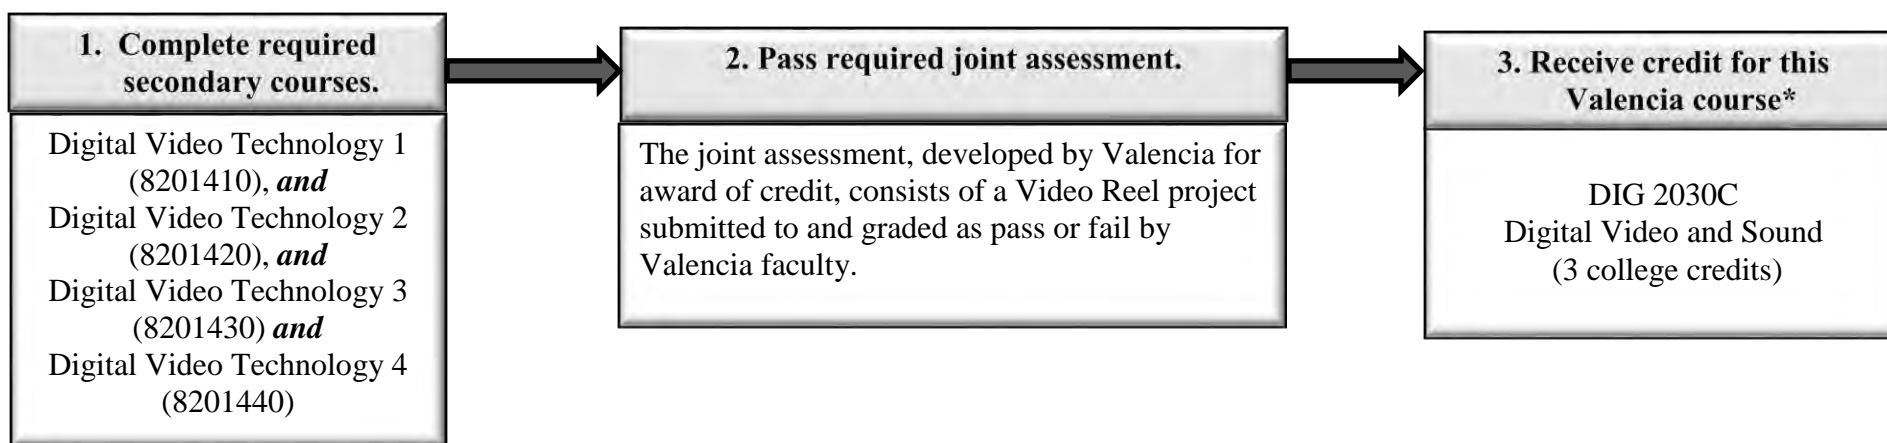 1. Complete required
secondary courses.
Digital Video Technology 1
(8201410), and
Digital Video Technology 2
(8201420), and
Digital Video Technology 3
(8201430) and
Digital Video Technology 4
(8201440)
2. Pass required joint assessment.
The joint assessment, developed by Valencia for
award of credit, consists of a Video Reel project
submitted to and graded as pass or fail by
Valencia faculty.
3. Receive credit for this
Valencia course*
DIG 2030C
Digital Video and Sound
(3 college credits)